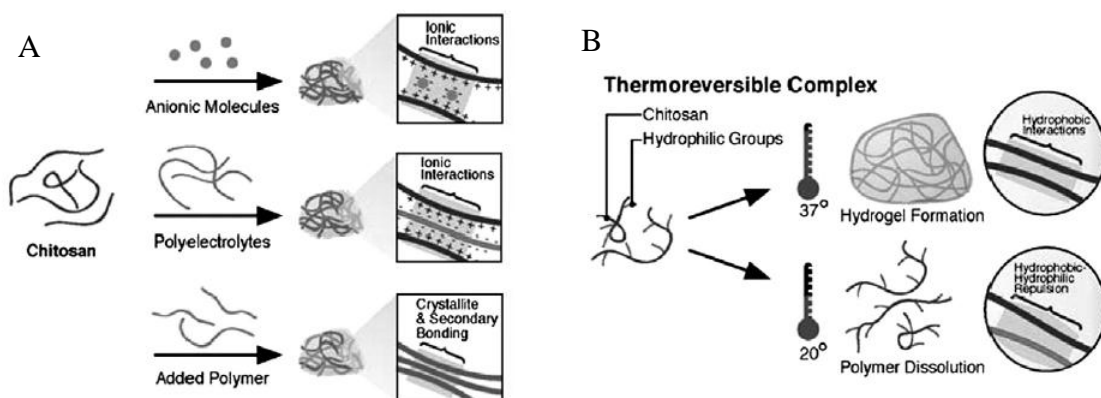 A
Anionic Molecules
Ionic
Interactions
Chitosan
Polyelectrolytes
Ionic
Interactions
Added Polymer
Crystallite
& Secondary
Bonding
B
Thermoreversible Complex
Chitosan
Hydrophilic Groups
37°
Hydrogel Formation
Hydrophobic
Interactions
20°
Polymer Dissolution
Hydrophobic-
Hydrophilic
Repulsion